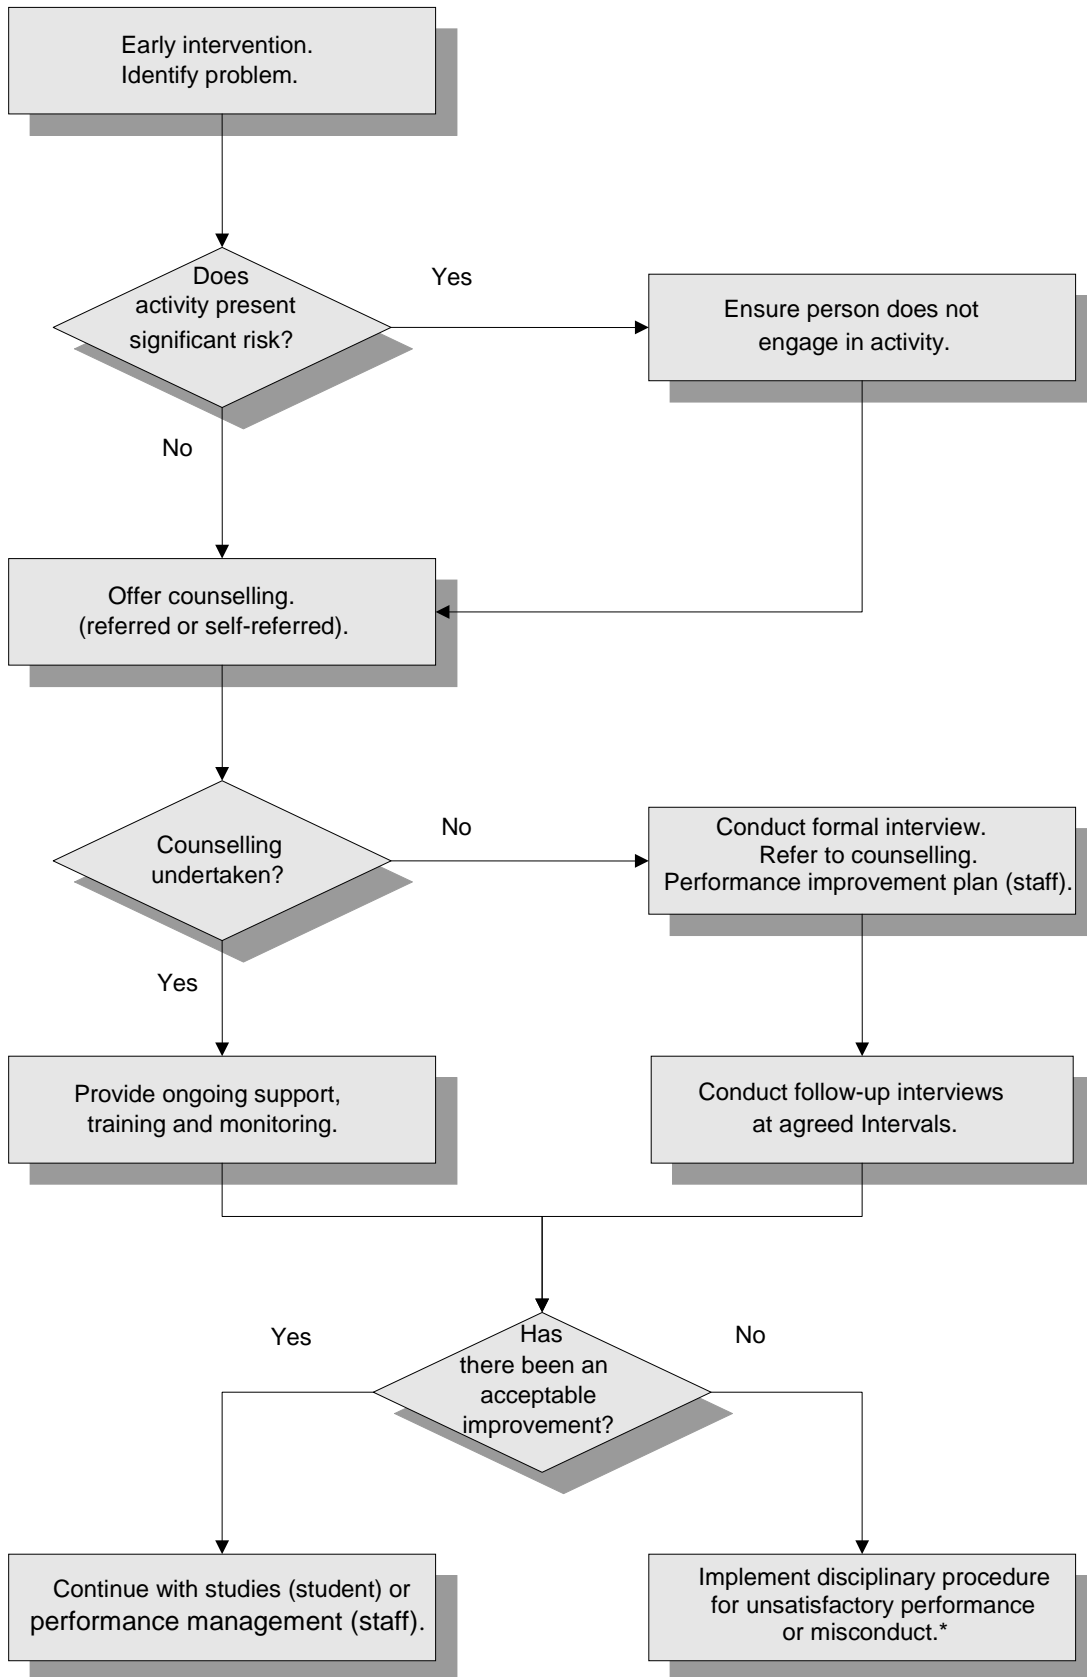 Early intervention.
Identify problem.
Does
activity present
significant risk?
Yes
Ensure person does not
engage in activity.
No
Offer counselling.
(referred or self-referred).
Counselling
undertaken?
No
Conduct formal interview.
Refer to counselling.
Performance improvement plan (staff).
Yes
Provide ongoing support,
training and monitoring.
Conduct follow-up interviews
at agreed Intervals.
Has
there been an
acceptable
improvement?
Yes
No
Continue with studies (student) or
performance management (staff).
Implement disciplinary procedure
for unsatisfactory performance
or misconduct.*